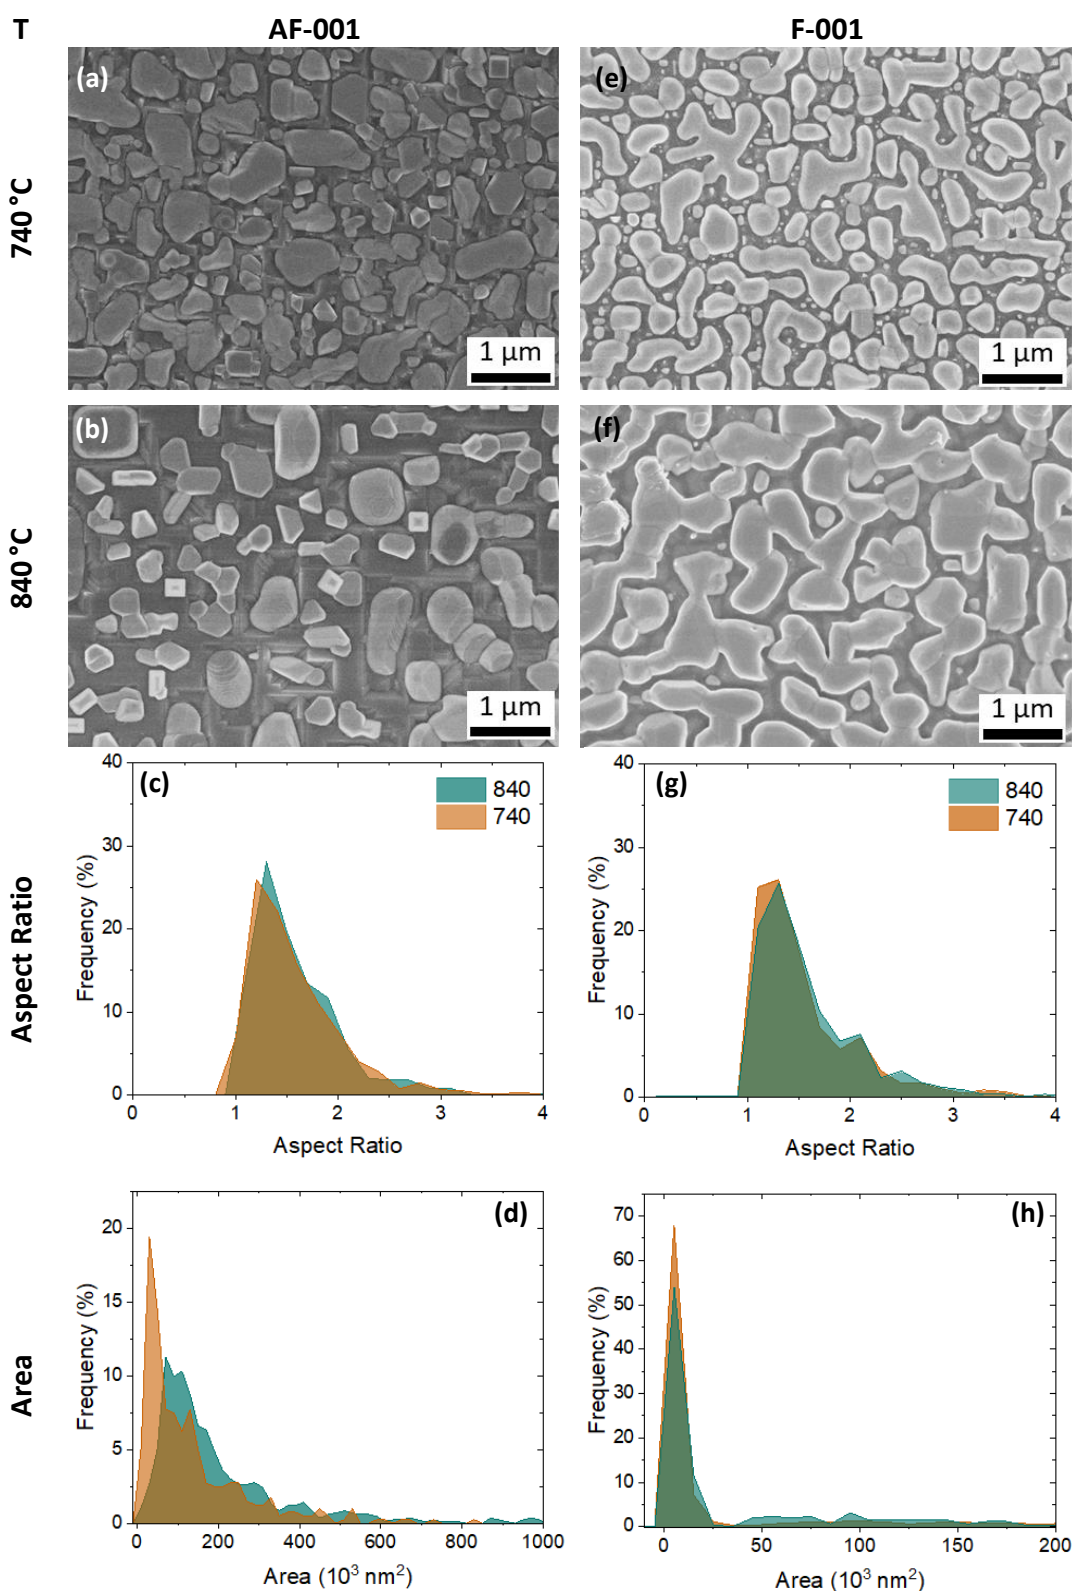 T AF-001 F-001
740 °C
(a) (e)
1 µm 1 µm
840 °C
(b) (f)
1 µm 1 µm
Aspect Ratio
(c)
840
740
Frequency (%)
40
30
20
10
0
0 1 2 3 4
Aspect Ratio
(g)
840
740
Frequency (%)
40
30
20
10
0
0 1 2 3 4
Aspect Ratio
Area
(d)
Frequency (%)
20
15
10
5
0
0 200 400 600 800 1000
Area (10³ nm²)
(h)
Frequency (%)
70
60
50
40
30
20
10
0
0 50 100 150 200
Area (10³ nm²)